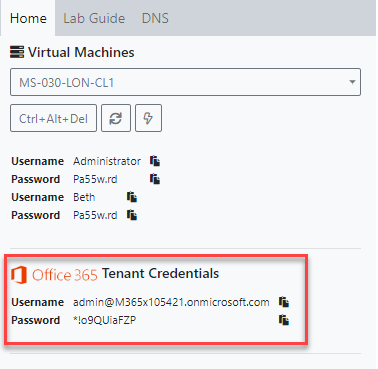 Home Lab Guide DNS
Virtual Machines
MS-030-LON-CL1
Ctrl+Alt+Del
Username Administrator
Password Pa55w.rd
Username Beth
Password Pa55w.rd
Office 365 Tenant Credentials
Username admin@M365x105421.onmicrosoft.com
Password *!o9QUiaFZP